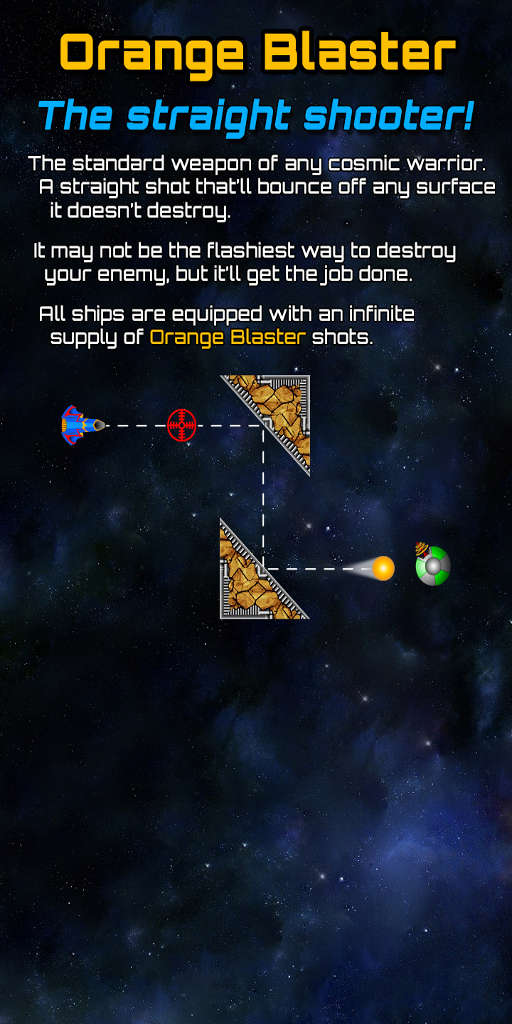 Orange Blaster
The straight shooter!
The standard weapon of any cosmic warrior.
A straight shot that'll bounce off any surface
it doesn't destroy.
It may not be the flashiest way to destroy
your enemy, but it'll get the job done.
All ships are equipped with an infinite
supply of Orange Blaster shots.